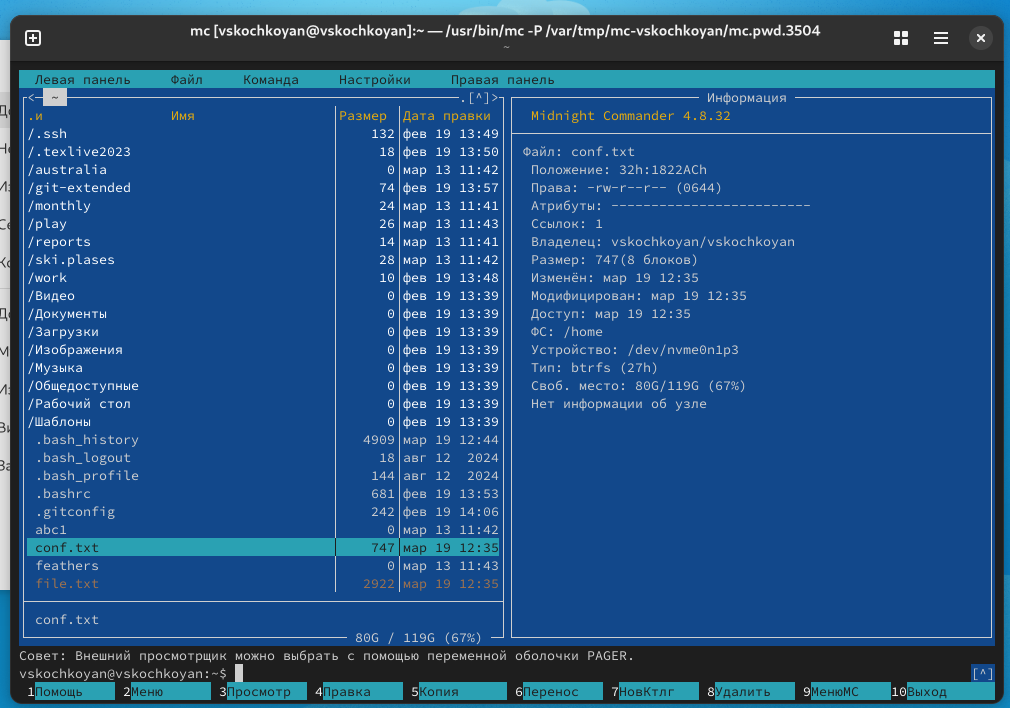 mc [vskochkoyan@vskochkoyan]:~ — /usr/bin/mc -P /var/tmp/mc-vskochkoyan/mc.pwd.3504
~
Левая панель Файл Команда Настройки Правая панель
<─ ~ .[^]>
.и Имя Размер Дата правки
/.ssh 132 фев 19 13:49
/.texlive2023 18 фев 19 13:50
/australia 0 мар 13 11:42
/git-extended 74 фев 19 13:57
/monthly 24 мар 13 11:41
/play 26 мар 13 11:43
/reports 14 мар 13 11:41
/ski.plases 28 мар 13 11:42
/work 10 фев 19 13:48
/Видео 0 фев 19 13:39
/Документы 0 фев 19 13:39
/Загрузки 0 фев 19 13:39
/Изображения 0 фев 19 13:39
/Музыка 0 фев 19 13:39
/Общедоступные 0 фев 19 13:39
/Рабочий стол 0 фев 19 13:39
/Шаблоны 0 фев 19 13:39
.bash_history 4909 мар 19 12:44
.bash_logout 18 авг 12 2024
.bash_profile 144 авг 12 2024
.bashrc 681 фев 19 13:53
.gitconfig 242 фев 19 14:06
abc1 0 мар 13 11:42
conf.txt 747 мар 19 12:35
feathers 0 мар 13 11:43
file.txt 2922 мар 19 12:35
conf.txt
80G / 119G (67%)
Информация
Midnight Commander 4.8.32
Файл: conf.txt
Положение: 32h:1822ACh
Права: -rw-r--r-- (0644)
Атрибуты: -------------------------
Ссылок: 1
Владелец: vskochkoyan/vskochkoyan
Размер: 747(8 блоков)
Изменён: мар 19 12:35
Модифицирован: мар 19 12:35
Доступ: мар 19 12:35
ФС: /home
Устройство: /dev/nvme0n1p3
Тип: btrfs (27h)
Своб. место: 80G/119G (67%)
Нет информации об узле
Совет: Внешний просмотрщик можно выбрать с помощью переменной оболочки PAGER.
vskochkoyan@vskochkoyan:~$ [^]
1Помощь 2Меню 3Просмотр 4Правка 5Копия 6Перенос 7НовКтлг 8Удалить 9МенюМС 10Выход